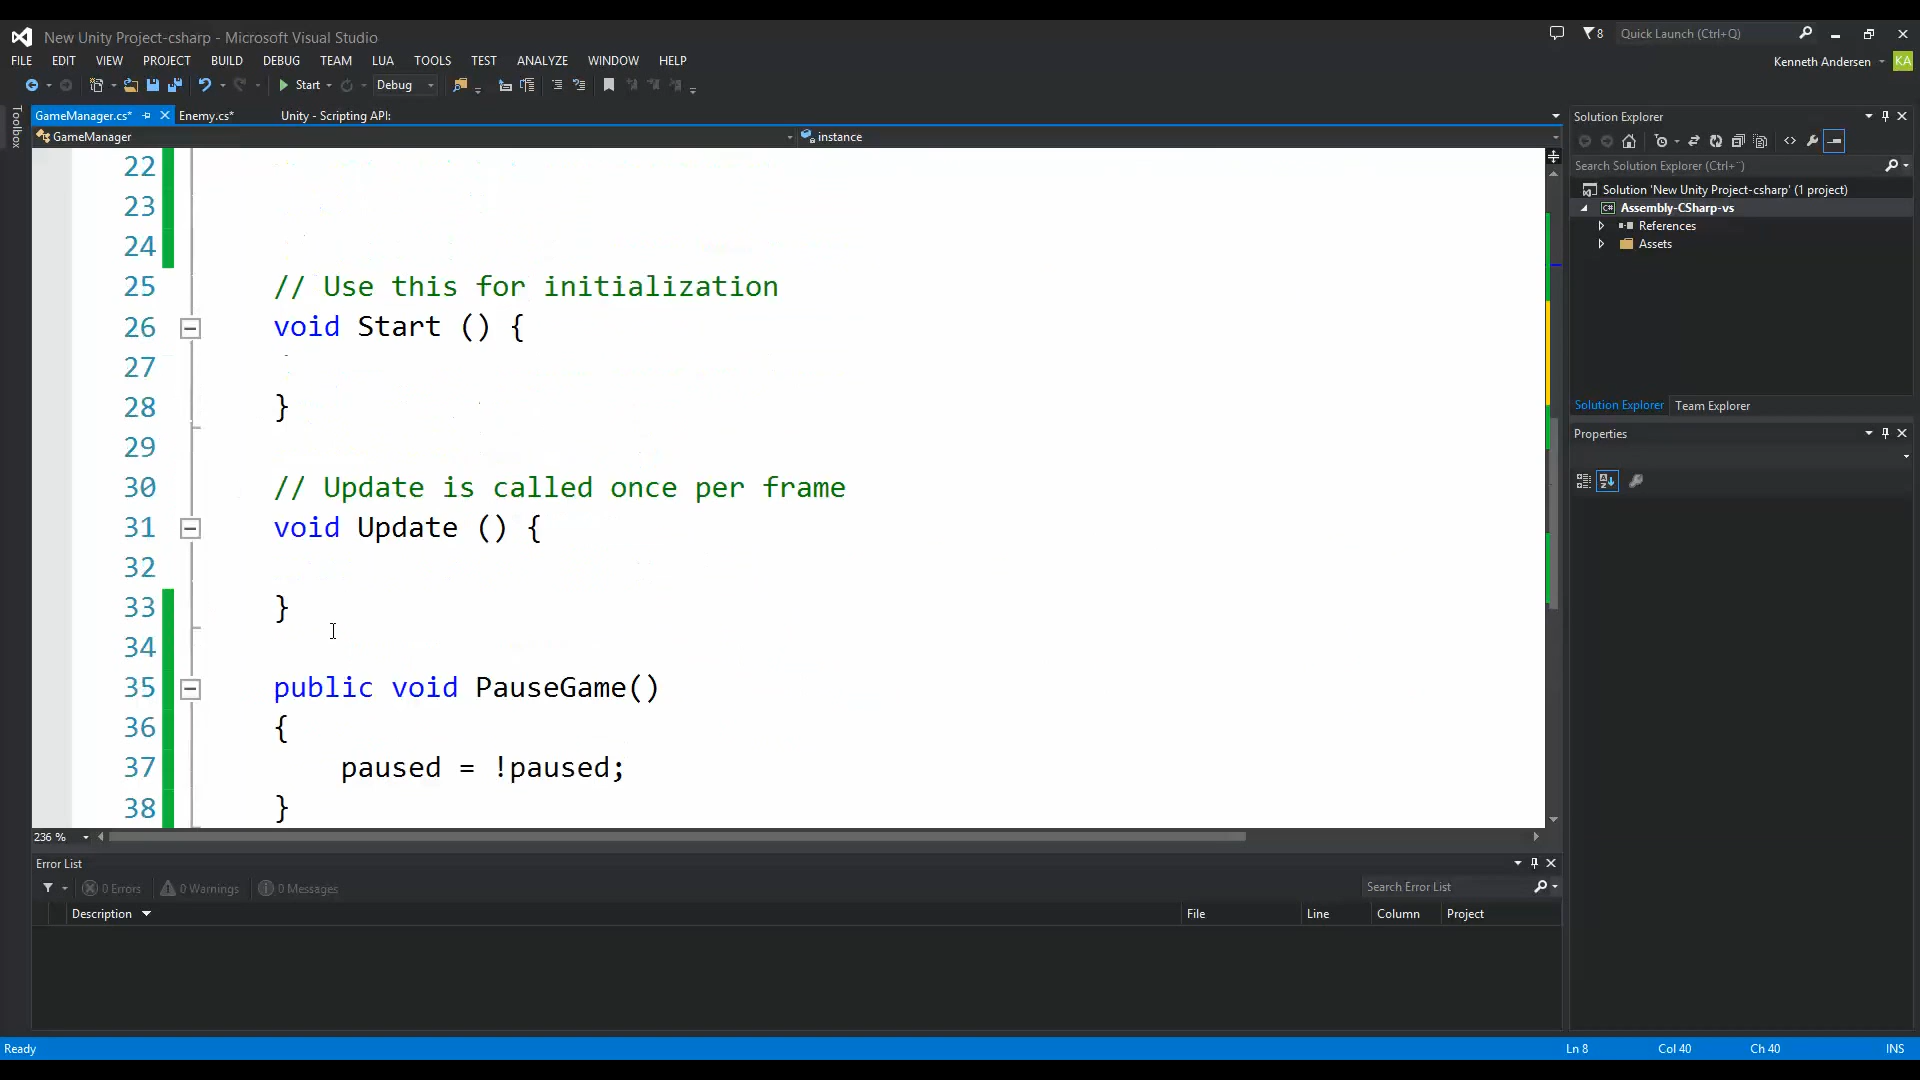 New Unity Project-csharp - Microsoft Visual Studio
8
Quick Launch (Ctrl+Q)
FILE EDIT VIEW PROJECT BUILD DEBUG TEAM LUA TOOLS TEST ANALYZE WINDOW HELP
Kenneth Andersen
KA
Start
Debug
Toolbox
GameManager.cs*
Enemy.cs*
Unity - Scripting API:
GameManager
instance
22
23
24
25 // Use this for initialization
26 void Start () {
27
28 }
29
30 // Update is called once per frame
31 void Update () {
32
33 }
34
35 public void PauseGame()
36 {
37 paused = !paused;
38 }
236 %
Error List
0 Errors
0 Warnings
0 Messages
Search Error List
Description
File
Line
Column
Project
Solution Explorer
Search Solution Explorer (Ctrl+¨)
Solution 'New Unity Project-csharp' (1 project)
C# Assembly-CSharp-vs
References
Assets
Solution Explorer
Team Explorer
Properties
Ready
Ln 8
Col 40
Ch 40
INS